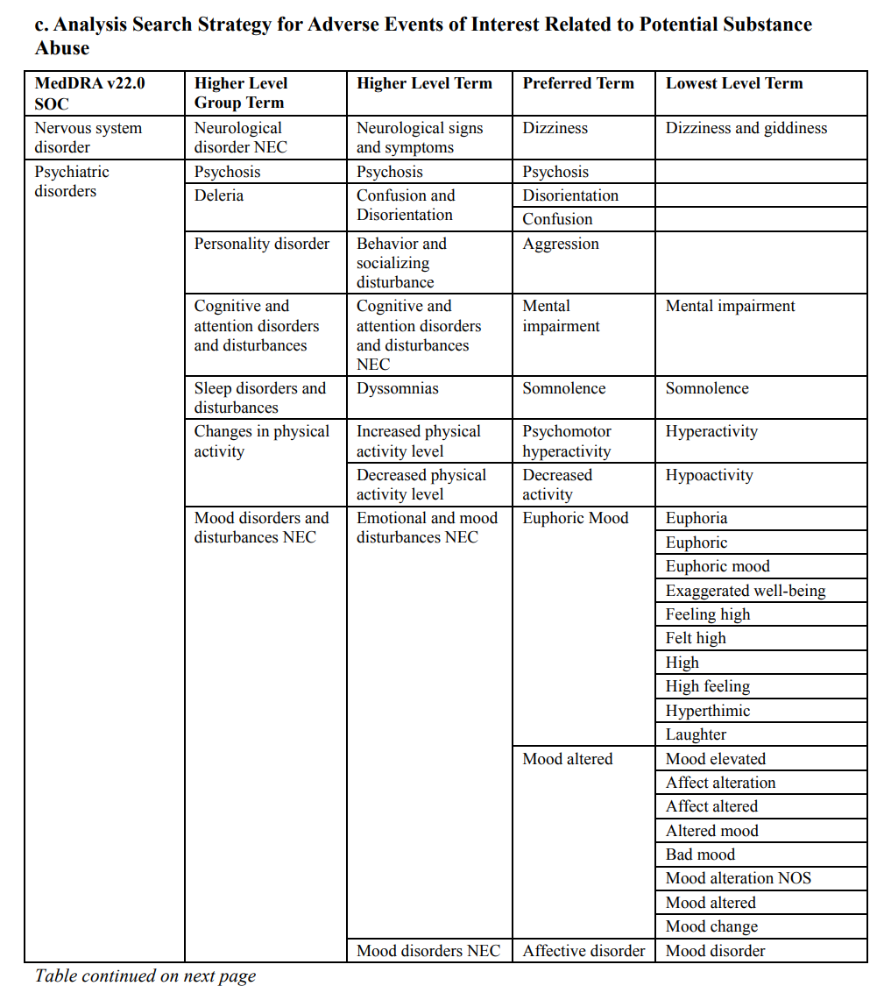 c. Analysis Search Strategy for Adverse Events of Interest Related to Potential Substance
Abuse
MedDRA v22.0 SOC | Higher Level Group Term | Higher Level Term | Preferred Term | Lowest Level Term
Nervous system disorder | Neurological disorder NEC | Neurological signs and symptoms | Dizziness | Dizziness and giddiness
Psychiatric disorders | Psychosis | Psychosis | Psychosis
Deleria | Confusion and Disorientation | Disorientation
Confusion
Personality disorder | Behavior and socializing disturbance | Aggression
Cognitive and attention disorders and disturbances | Cognitive and attention disorders and disturbances NEC | Mental impairment | Mental impairment
Sleep disorders and disturbances | Dyssomnias | Somnolence | Somnolence
Changes in physical activity | Increased physical activity level | Psychomotor hyperactivity | Hyperactivity
Decreased physical activity level | Decreased activity | Hypoactivity
Mood disorders and disturbances NEC | Emotional and mood disturbances NEC | Euphoric Mood | Euphoria
Euphoric
Euphoric mood
Exaggerated well-being
Feeling high
Felt high
High
High feeling
Hyperthimic
Laughter
Mood altered | Mood elevated
Affect alteration
Affect altered
Altered mood
Bad mood
Mood alteration NOS
Mood altered
Mood change
Mood disorders NEC | Affective disorder | Mood disorder
Table continued on next page